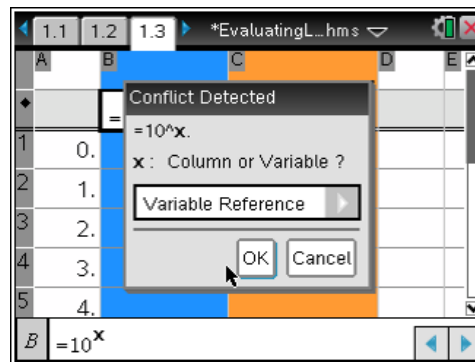 1.1 1.2 1.3 *EvaluatingL...hms
A B C D E
=
Conflict Detected
=10^x.
x : Column or Variable ?
Variable Reference
OK Cancel
1 0.
2 1.
3 2.
4 3.
5 4.
B =10^x